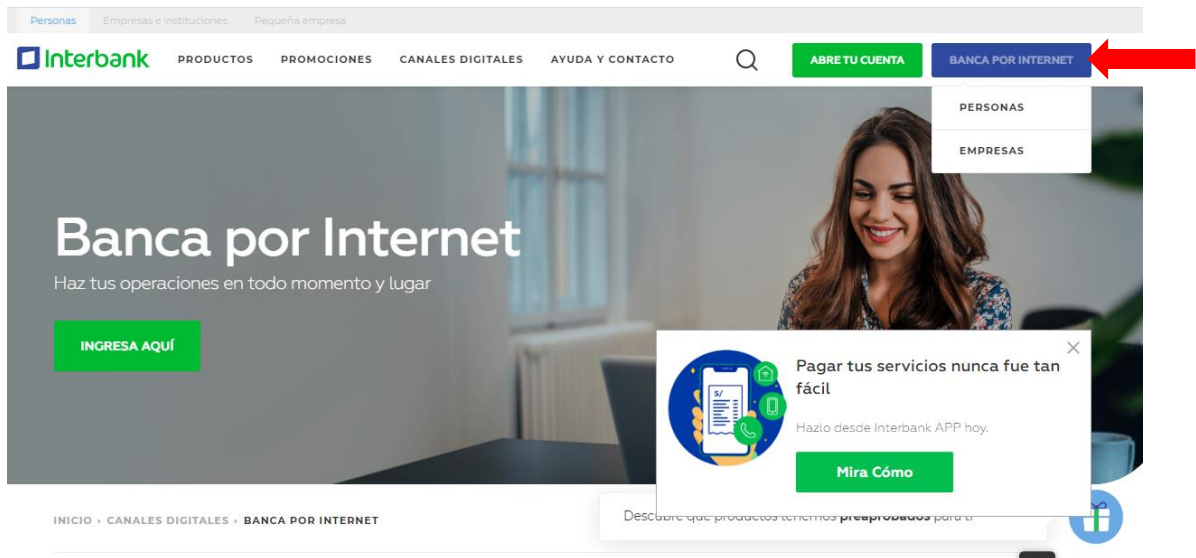 Personas Empresas e instituciones Pequeña empresa
Interbank PRODUCTOS PROMOCIONES CANALES DIGITALES AYUDA Y CONTACTO ABRE TU CUENTA BANCA POR INTERNET
PERSONAS
EMPRESAS
Banca por Internet
Haz tus operaciones en todo momento y lugar
INGRESA AQUÍ
Pagar tus servicios nunca fue tan
fácil
S/
Hazlo desde Interbank APP hoy.
Mira Cómo
INICIO › CANALES DIGITALES › BANCA POR INTERNET
Descubre que productos tenemos preaprobados para ti